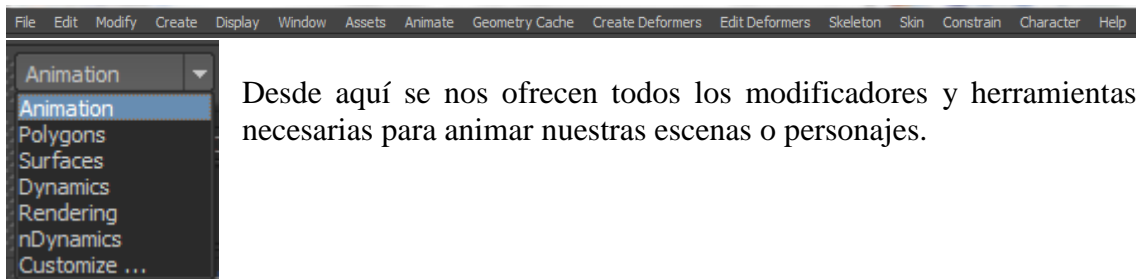 File Edit Modify Create Display Window Assets Animate Geometry Cache Create Deformers Edit Deformers Skeleton Skin Constrain Character Help
Animation
Animation
Polygons
Surfaces
Dynamics
Rendering
nDynamics
Customize ...
Desde aquí se nos ofrecen todos los modificadores y herramientas
necesarias para animar nuestras escenas o personajes.